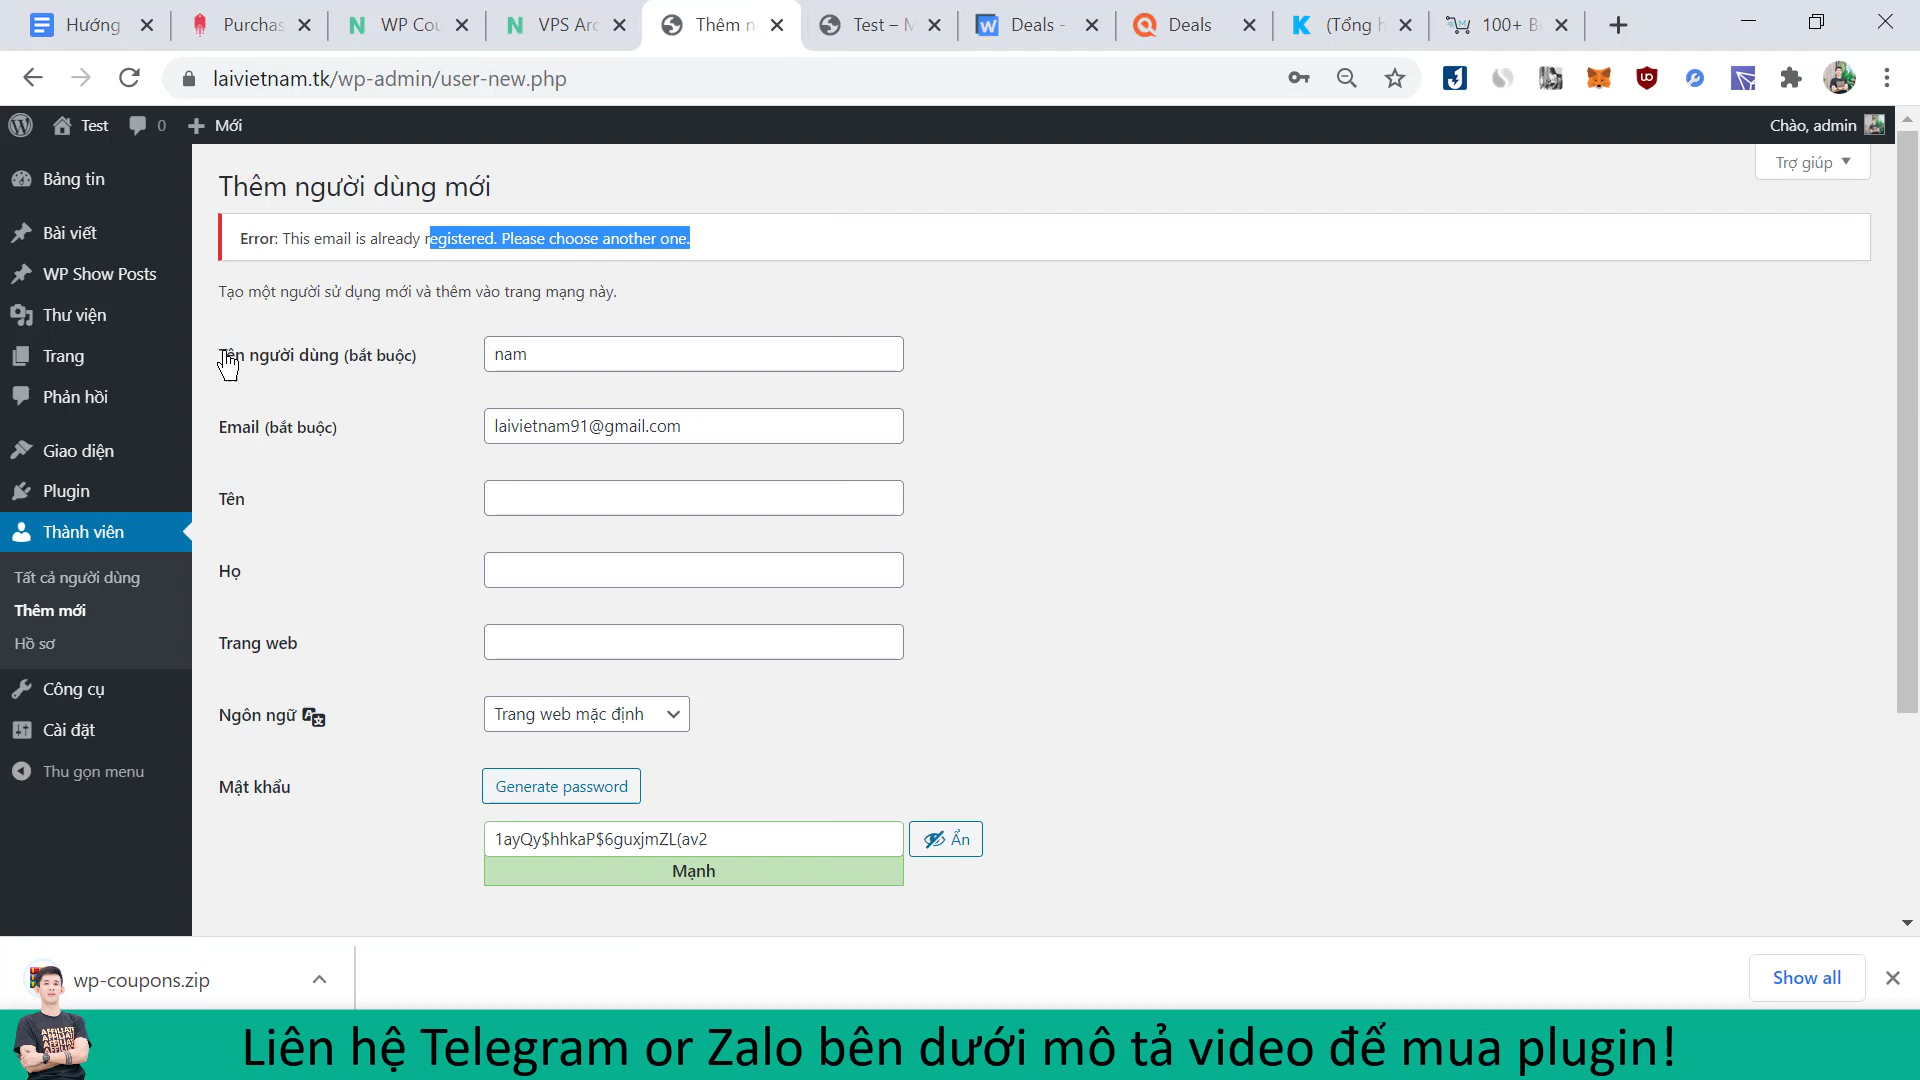 Hướng
Purchas
WP Cou
VPS Arc
Thêm n
Test – M
Deals -
Deals
(Tổng h
100+ B
laivietnam.tk/wp-admin/user-new.php
Test
0
Mới
Chào, admin
Trợ giúp
Bảng tin
Bài viết
WP Show Posts
Thư viện
Trang
Phản hồi
Giao diện
Plugin
Thành viên
Tất cả người dùng
Thêm mới
Hồ sơ
Công cụ
Cài đặt
Thu gọn menu
Thêm người dùng mới
Error: This email is already registered. Please choose another one.
Tạo một người sử dụng mới và thêm vào trang mạng này.
Tên người dùng (bắt buộc)
nam
Email (bắt buộc)
laivietnam91@gmail.com
Tên
Họ
Trang web
Ngôn ngữ
Trang web mặc định
Mật khẩu
Generate password
1ayQy$hhkaP$6guxjmZL(av2
Ẩn
Mạnh
wp-coupons.zip
Show all
AFFILIATE
AFFILIATE
AFFILIATE
Liên hệ Telegram or Zalo bên dưới mô tả video để mua plugin!